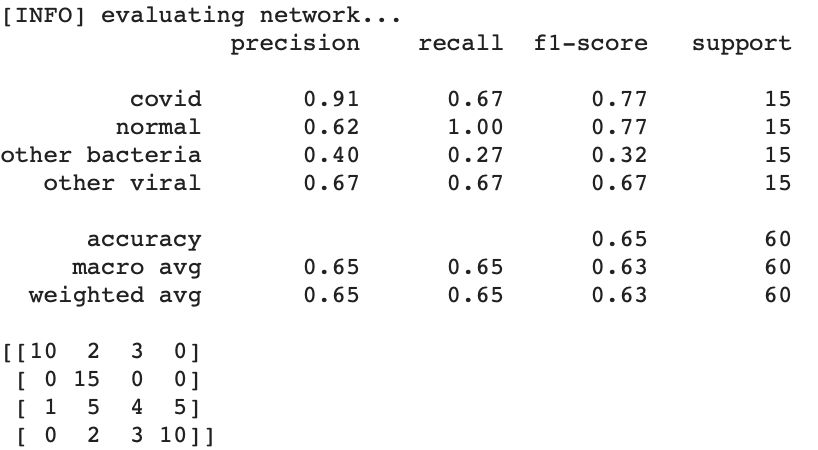 [INFO] evaluating network...
precision recall f1-score support
covid 0.91 0.67 0.77 15
normal 0.62 1.00 0.77 15
other bacteria 0.40 0.27 0.32 15
other viral 0.67 0.67 0.67 15
accuracy 0.65 60
macro avg 0.65 0.65 0.63 60
weighted avg 0.65 0.65 0.63 60
[[10 2 3 0]
[ 0 15 0 0]
[ 1 5 4 5]
[ 0 2 3 10]]